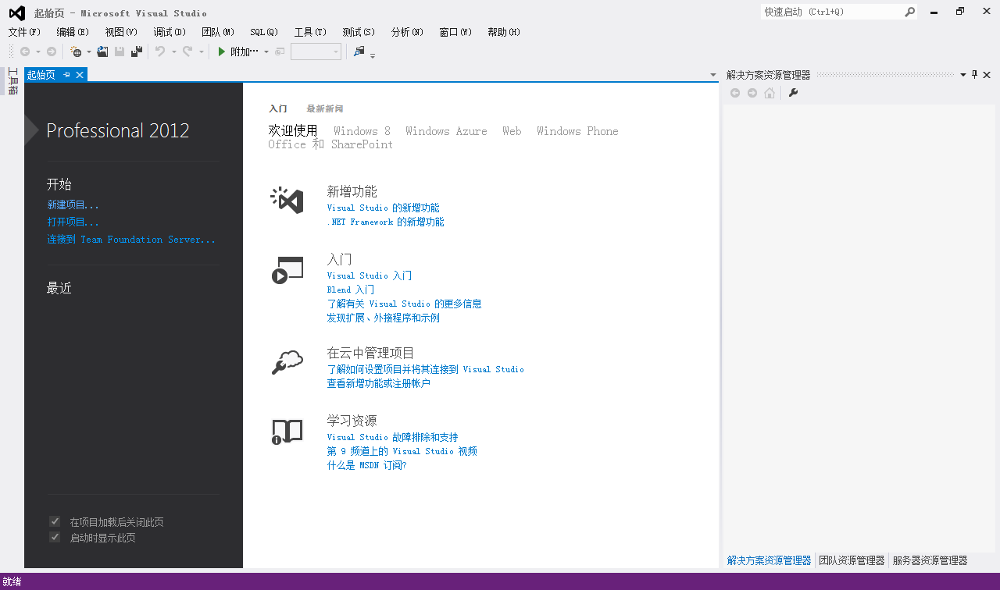 起始页 - Microsoft Visual Studio
快速启动 (Ctrl+Q)
文件(F) 编辑(E) 视图(V) 调试(D) 团队(M) SQL(Q) 工具(T) 测试(S) 分析(N) 窗口(W) 帮助(H)
附加…
工具箱
起始页
解决方案资源管理器
Professional 2012
开始
新建项目...
打开项目...
连接到 Team Foundation Server...
最近
在项目加载后关闭此页
启动时显示此页
入门 最新新闻
欢迎使用 Windows 8 Windows Azure Web Windows Phone
Office 和 SharePoint
新增功能
Visual Studio 的新增功能
.NET Framework 的新增功能
入门
Visual Studio 入门
Blend 入门
了解有关 Visual Studio 的更多信息
发现扩展、外接程序和示例
在云中管理项目
了解如何设置项目并将其连接到 Visual Studio
查看新增功能或注册帐户
学习资源
Visual Studio 故障排除和支持
第 9 频道上的 Visual Studio 视频
什么是 MSDN 订阅?
解决方案资源管理器 团队资源管理器 服务器资源管理器
就绪